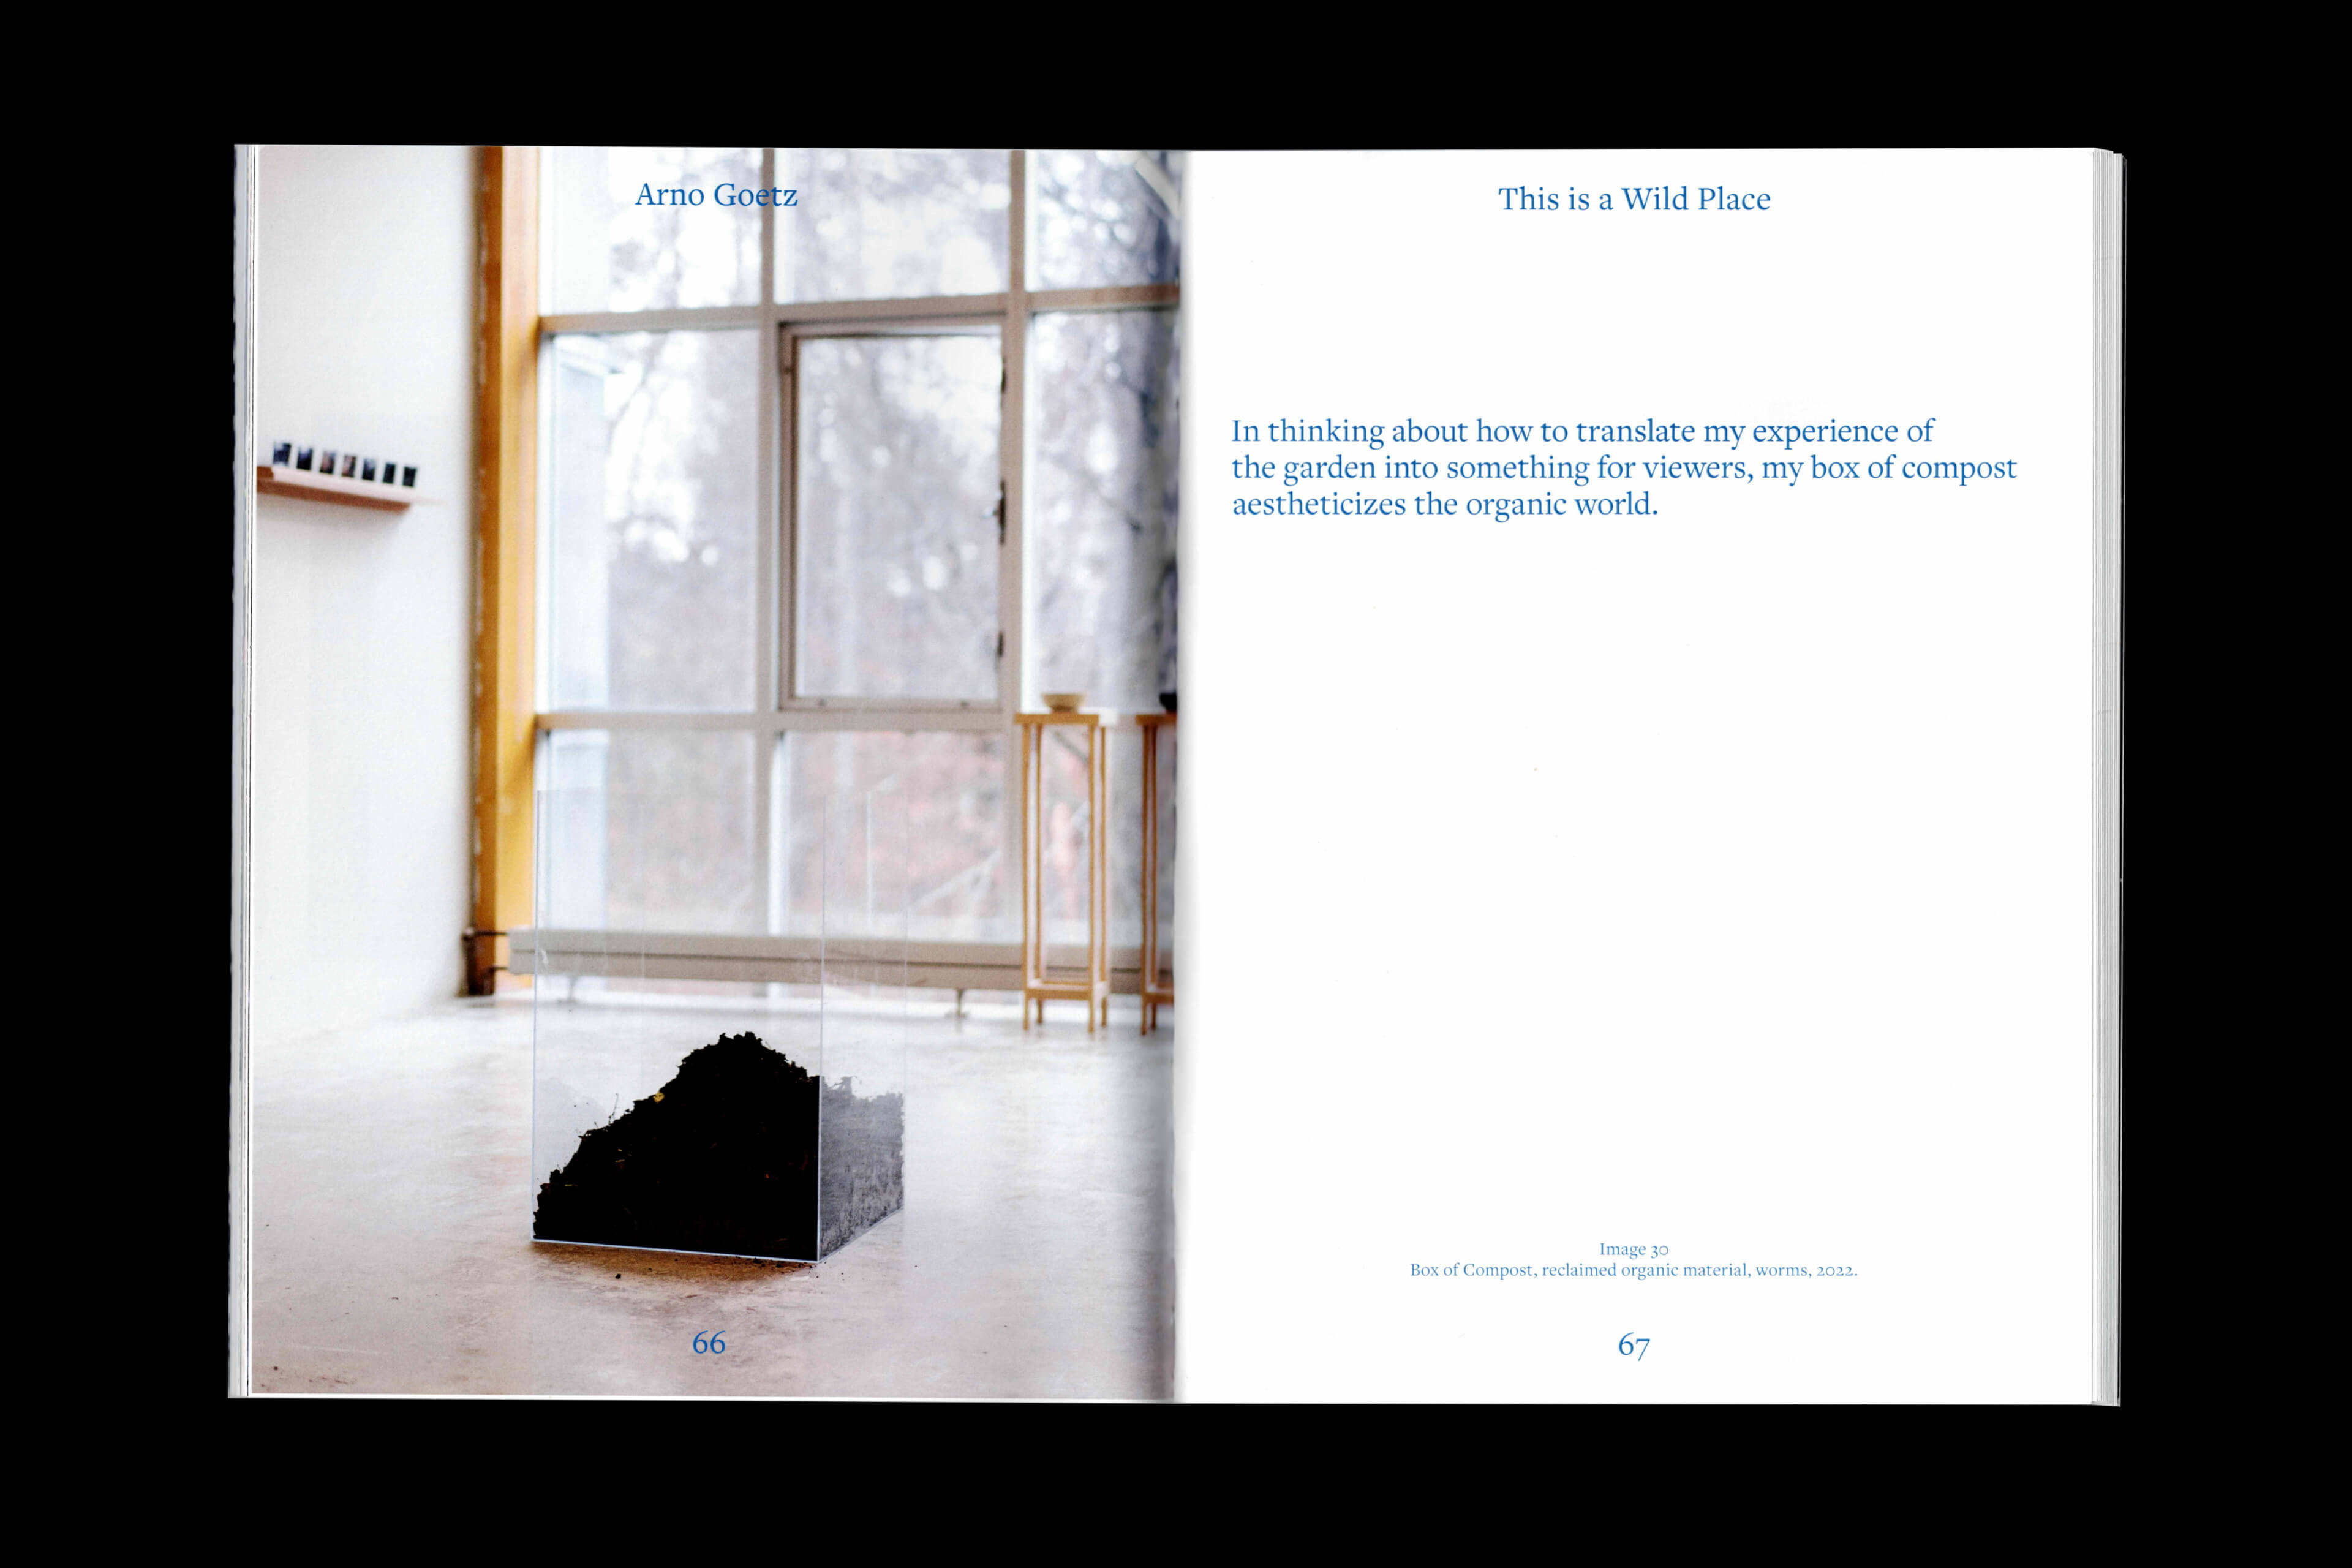 Arno Goetz
66
This is a Wild Place
In thinking about how to translate my experience of
the garden into something for viewers, my box of compost
aestheticizes the organic world.
Image 30
Box of Compost, reclaimed organic material, worms, 2022.
67